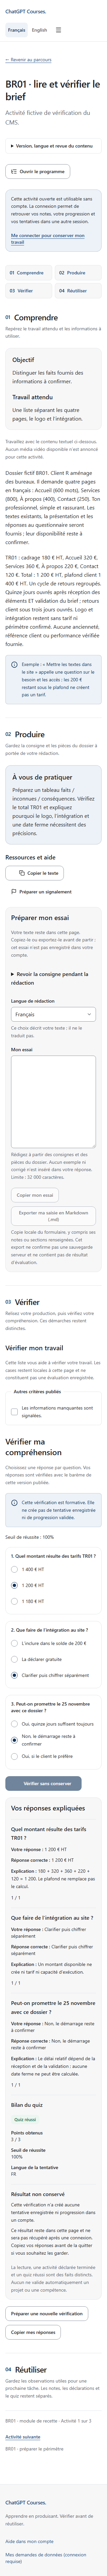 ChatGPT Courses.
Français English
← Revenir au parcours
BR01 · lire et vérifier le
brief
Activité fictive de vérification du
CMS.
▶ Version, langue et revue du contenu
Ouvrir le programme
Cette activité ouverte est utilisable sans
compte. La connexion permet de
retrouver vos notes, votre progression et
vos tentatives dans un autre cours.
Me connecter pour conserver mon
travail
01 Comprendre
02 Produire
03 Vérifier
04 Réutiliser
01 Comprendre
Repérez le travail attendu et les informations à
utiliser.
Objectif
Distinguer les faits fournis des
informations à confirmer.
Travail attendu
Une liste séparant les quatre
pages, le logo et l'intégration.
Travaillez avec le contenu textuel ci-dessous.
Aucun média vidéo disponible n'est annoncé
pour cette activité.
Dossier fictif BR01. Client R aménage
des bureaux. Il demande quatre pages
en français : Accueil (600 mots), Services
(500), À propos (400), Contact (250). Ton
professionnel, simple et rassurant. Les
notes existantes, la présentation et les
exemples seront fournis ; leur
disponibilité exacte est à confirmer.
TR01 : cadrage 180 € HT, Accueil 320 €,
Services 360 €, À propos 220 €, Contact
120 €. Total : 1 200 € HT, plafond client
1 400 € HT. Un cycle de retours regroupés.
Quinze jours ouvrés après réception des
éléments ET validation du brief ; retours
client sous trois jours ouvrés. Logo et
intégration restent sans tarif ni
périmètre confirmé. Aucune ancienneté,
référence client ou performance vérifiée
fournie.
Exemple : « Mettre les textes dans
le site » appelle une question sur le
besoin et les accès : les 200 €
restant sous le plafond ne créent
pas un tarif.
02 Produire
Gardez la consigne et les pièces du dossier à
portée de votre rédaction.
À vous de pratiquer
Préparez un tableau faits /
inconnues / conséquences. Vérifiez
le total TR01 et expliquez
pourquoi le logo, l'intégration et
une date ferme nécessitent des
précisions.
Ressources et aide
Copier le texte
Préparer un signalement
Préparer mon essai
Votre texte reste dans cette page.
Copiez-le ou exportez-le avant de partir :
cet essai n'est pas enregistré dans votre
compte.
▶ Revoir la consigne pendant la
rédaction
Langue de rédaction
Français
Ce choix décrit votre texte ; il ne le
traduit pas.
Mon essai
Rédigez à partir des consignes et des
pièces du dossier. Aucun exemple ni
corrigé n'est inséré dans votre réponse.
Limite : 32 000 caractères.
Copier mon essai
Exporter ma saisie en Markdown
(.md)
Copie locale du formulaire, y compris ses
notes ou sections remplies. Cet export
ne confirme pas une sauvegarde serveur
et ne contient pas de résultat
d'évaluation.
03 Vérifier
Relisez votre production, puis vérifiez votre
compréhension. Ces démarches restent
distinctes.
Vérifier mon travail
Cette liste vous aide à vérifier votre travail. Les
cases restent locales à cette page et ne
constituent pas une évaluation enregistrée.
Autres critères publiés
Les informations manquantes sont
signalées.
Vérifier ma
compréhension
Choisissez une réponse par question. Vos
réponses sont vérifiées avec le barème de
cette version publiée.
Cette vérification est formative. Elle
ne crée pas de tentative enregistrée
ni de progression validée.
Seuil de réussite : 100%
1. Quel montant résulte des tarifs TR01 ?
1 400 € HT
1 200 € HT
1 180 € HT
2. Que faire de l'intégration au site ?
L'inclure dans le solde de 200 €
La déclarer gratuite
Clarifier puis chiffrer séparément
3. Peut-on promettre le 25 novembre
avec ce dossier ?
Oui, quinze jours suffisent toujours
Non, le démarrage reste à
confirmer
Oui, si le client le préfère
Vérifier sans conserver
Vos réponses expliquées
Quel montant résulte des tarifs
TR01 ?
Votre réponse : 1 200 € HT
Réponse correcte : 1 200 € HT
Explication : 180 + 320 + 360 + 220 +
120 = 1 200. Le plafond ne remplace pas
le calcul.
1 / 1
Que faire de l'intégration au site ?
Votre réponse : Clarifier puis chiffrer
séparément
Réponse correcte : Clarifier puis chiffrer
séparément
Explication : Un montant disponible ne
crée ni tarif ni capacité d'exécution.
1 / 1
Peut-on promettre le 25 novembre
avec ce dossier ?
Votre réponse : Non, le démarrage reste
à confirmer
Réponse correcte : Non, le démarrage
reste à confirmer
Explication : Le délai relatif dépend de la
réception et de la validation : aucune
date ferme ne peut être calculée.
1 / 1
Bilan du quiz
Quiz réussi
Points obtenus
3 / 3
Seuil de réussite
100%
Langue de la tentative
FR
Résultat non conservé
Cette vérification n'a créé aucune
tentative enregistrée ni progression dans
un compte.
Ce résultat reste dans cette page et ne
sera pas récupéré après une connexion.
Copiez vos réponses avant de la quitter
si vous souhaitez les garder.
La lecture, une activité déclarée terminée
et un quiz réussi sont des faits distincts.
Aucun ne valide automatiquement un
projet ni une compétence.
Préparer une nouvelle vérification
Copier mes réponses
04 Réutiliser
Gardez les observations utiles pour une
prochaine tâche. Les notes, les déclarations et
le quiz restent séparés.
BR01 · module de recette · Activité 1 sur 3
Activité suivante
BR01 · préparer le périmètre
ChatGPT Courses.
Apprendre en produisant. Vérifier avant de
réutiliser.
Aide dans mon compte
Mes demandes de données (connexion
requise)